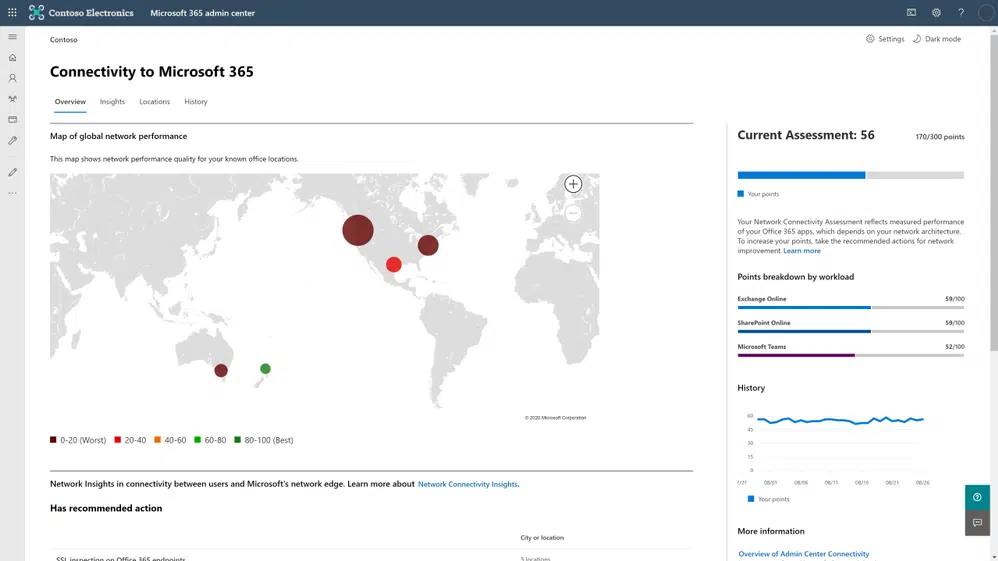 Contoso Electronics Microsoft 365 admin center
Contoso
Settings Dark mode
Connectivity to Microsoft 365
Overview Insights Locations History
Map of global network performance
This map shows network performance quality for your known office locations.
© 2020 Microsoft Corporation
0-20 (Worst) 20-40 40-60 60-80 80-100 (Best)
Network Insights in connectivity between users and Microsoft's network edge. Learn more about Network Connectivity Insights.
Has recommended action
City or location
SSL inspection on Office 365 endpoints
Current Assessment: 56 170/300 points
Your points
Your Network Connectivity Assessment reflects measured performance
of your Office 365 apps, which depends on your network architecture.
To increase your points, take the recommended actions for network
improvement. Learn more
Points breakdown by workload
Exchange Online 59/100
SharePoint Online 59/100
Microsoft Teams 52/100
History
60
45
30
15
0
7/27 08/01 08/06 08/11 08/16 08/21 08/26
Your points
More information
Overview of Admin Center Connectivity